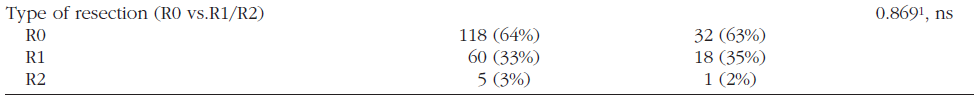 Type of resection (R0 vs.R1/R2) 0.869¹, ns
R0 118 (64%) 32 (63%)
R1 60 (33%) 18 (35%)
R2 5 (3%) 1 (2%)